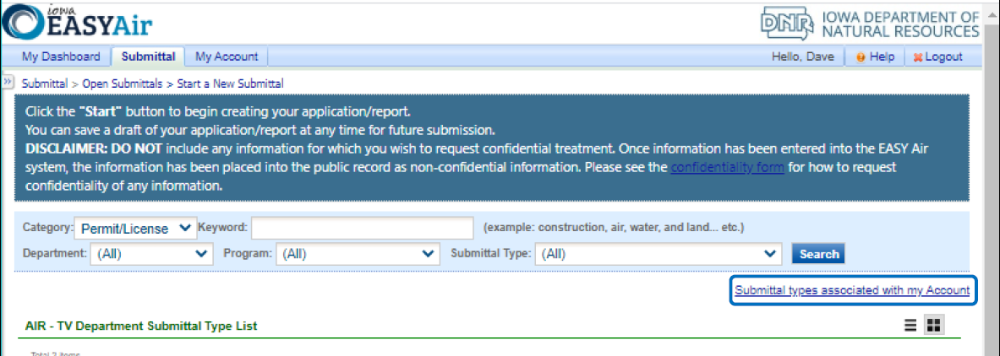 iowa
EASYAir
DNR IOWA DEPARTMENT OF
NATURAL RESOURCES
My Dashboard Submittal My Account Hello, Dave Help Logout
Submittal > Open Submittals > Start a New Submittal
Click the "Start" button to begin creating your application/report.
You can save a draft of your application/report at any time for future submission.
DISCLAIMER: DO NOT include any information for which you wish to request confidential treatment. Once information has been entered into the EASY Air
system, the information has been placed into the public record as non-confidential information. Please see the confidentiality form for how to request
confidentiality of any information.
Category: Permit/License Keyword: (example: construction, air, water, and land... etc.)
Department: (All) Program: (All) Submittal Type: (All) Search
Submittal types associated with my Account
AIR - TV Department Submittal Type List
Total 2 items